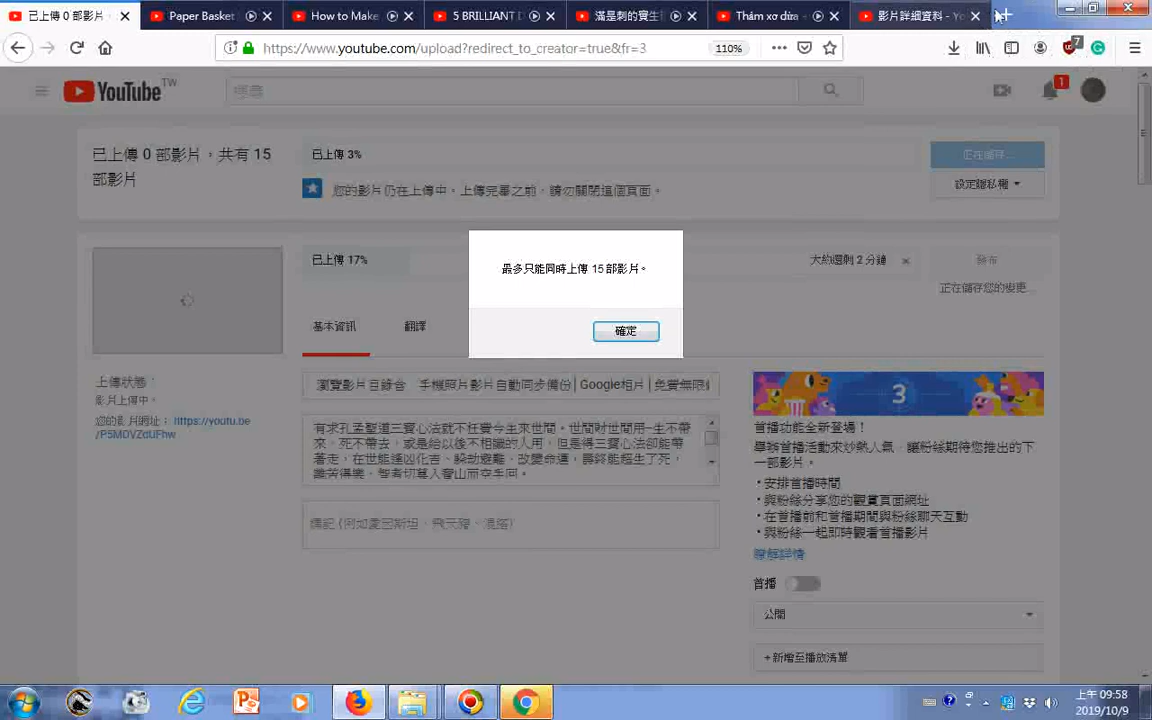 已上傳 0 部影片
Paper Basket
How to Make
5 BRILLIANT D
滿是刺的寶生
Thảm xơ dừa -
影片詳細資料 - Yo
https://www.youtube.com/upload?redirect_to_creator=true&fr=3
110%
7
YouTube TW
搜尋
1
已上傳 0 部影片，共有 15
部影片
已上傳 3%
正在儲存...
您的影片仍在上傳中。上傳完畢之前，請勿關閉這個頁面。
設定隱私權
已上傳 17%
大約還剩 2 分鐘
發布
正在儲存您的變更...
最多只能同時上傳 15 部影片。
確定
基本資訊
翻譯
上傳狀態：
影片上傳中。
您的影片網址： https://youtu.be
/P5M0VZcUFhw
瀏覽影片目錄含 手機照片影片自動同步備份| Google相片 | 免費無限
有求孔孟聖道三寶心法就不枉費今生來世間。世間財世間用─生不帶
來，死不帶去，或是給以後不相識的人用，但是得三寶心法卻能帶
著走，在世能逢凶化吉、躲劫避難、改變命運，壽終能超生了死，
離苦得樂。智者切莫入寶山而空手回。
標記 (例如愛因斯坦、飛天豬、混搭)
3
首播功能全新登場！
舉辦首播活動來炒熱人氣，讓粉絲期待您推出的下
一部影片。
• 安排首播時間
• 與粉絲分享您的觀賞頁面網址
• 在首播前和首播期間與粉絲聊天互動
• 與粉絲一起即時觀看首播影片
瞭解詳情
首播
公開
+ 新增至播放清單
上午 09:58
2019/10/9